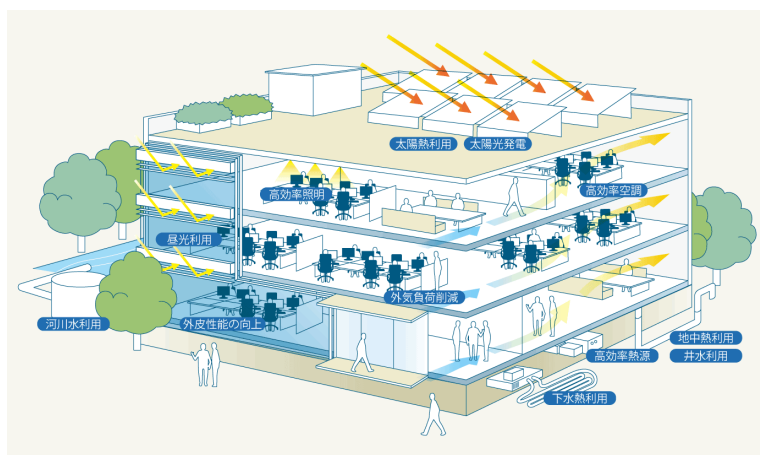 太陽熱利用
太陽光発電
高効率照明
高効率空調
昼光利用
外気負荷削減
河川水利用
外皮性能の向上
地中熱利用
高効率熱源
井水利用
下水熱利用